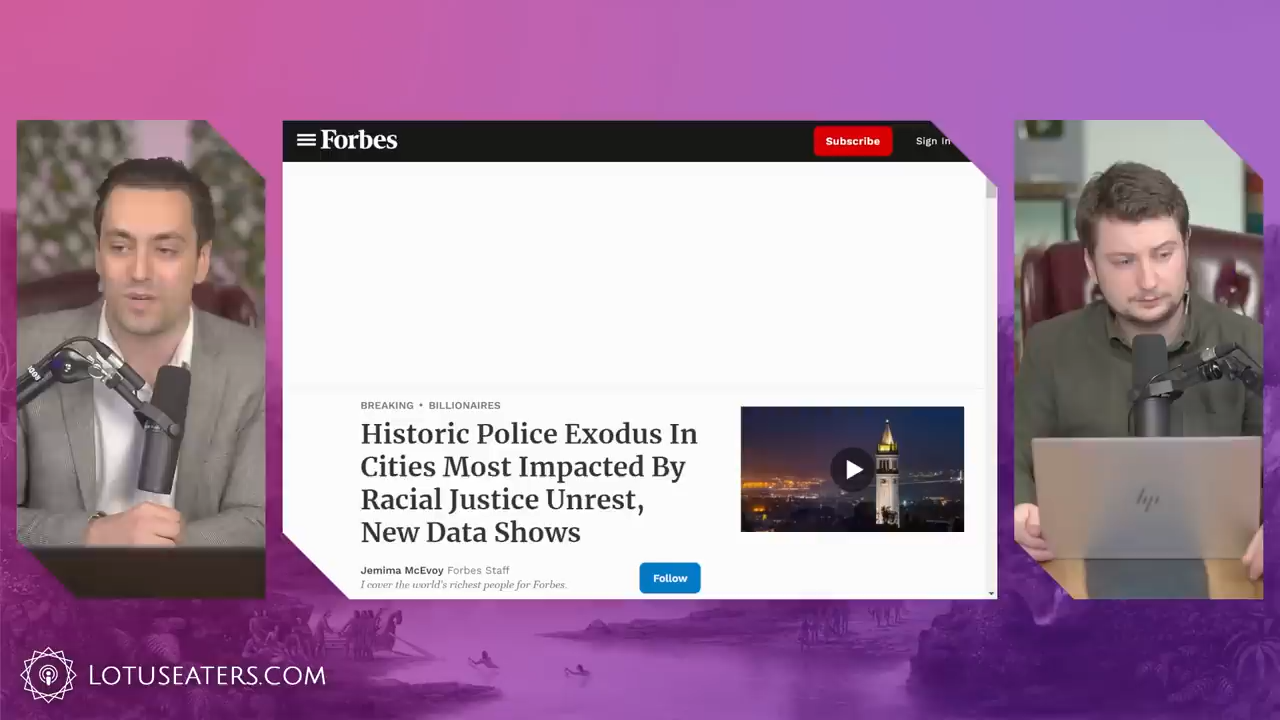 Forbes
Subscribe
Sign In
BREAKING • BILLIONAIRES
Historic Police Exodus In
Cities Most Impacted By
Racial Justice Unrest,
New Data Shows
Jemima McEvoy Forbes Staff
I cover the world's richest people for Forbes.
Follow
hp
LOTUSEATERS.COM